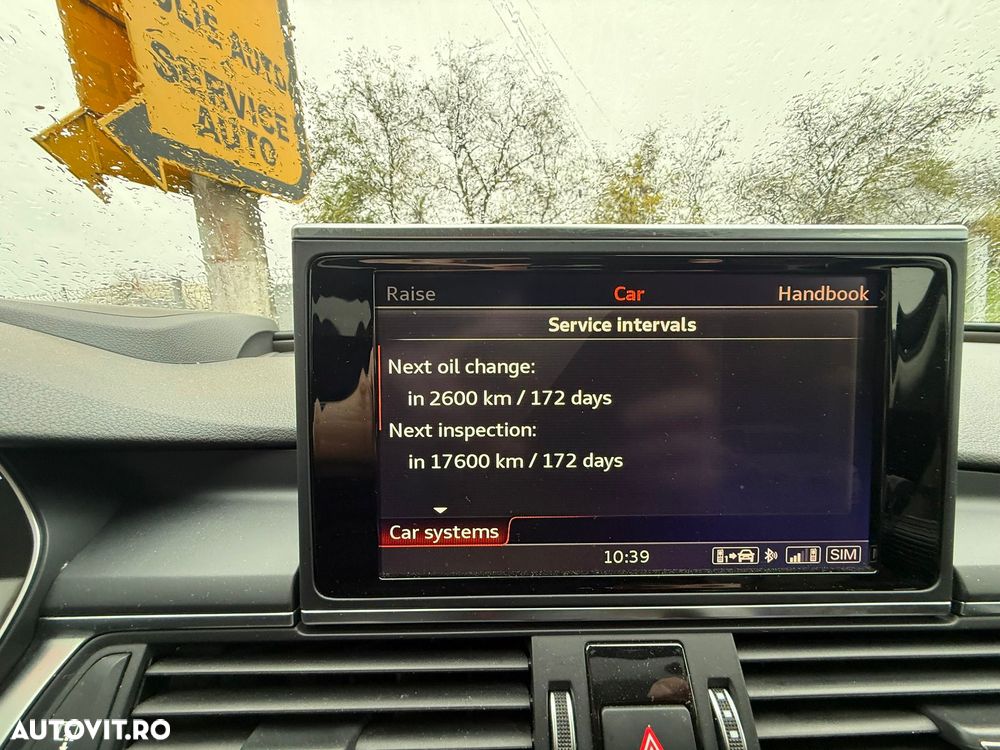 AUTO
SERVICE
AUTO
Raise Car Handbook
Service intervals
Next oil change:
in 2600 km / 172 days
Next inspection:
in 17600 km / 172 days
Car systems
10:39 SIM
AUTOVIT.RO